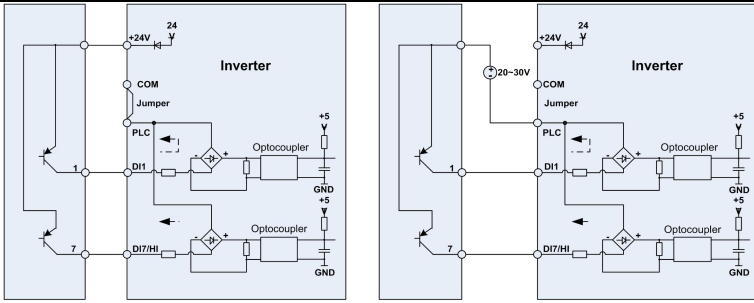 24
+24V
Inverter
COM
Jumper
+5
PLC
Optocoupler
- +
1
DI1
GND
+5
Optocoupler
- +
7
DI7/HI
GND
24
+24V
Inverter
+ - 20~30V
COM
Jumper
+5
PLC
Optocoupler
- +
1
DI1
GND
+5
Optocoupler
- +
7
DI7/HI
GND